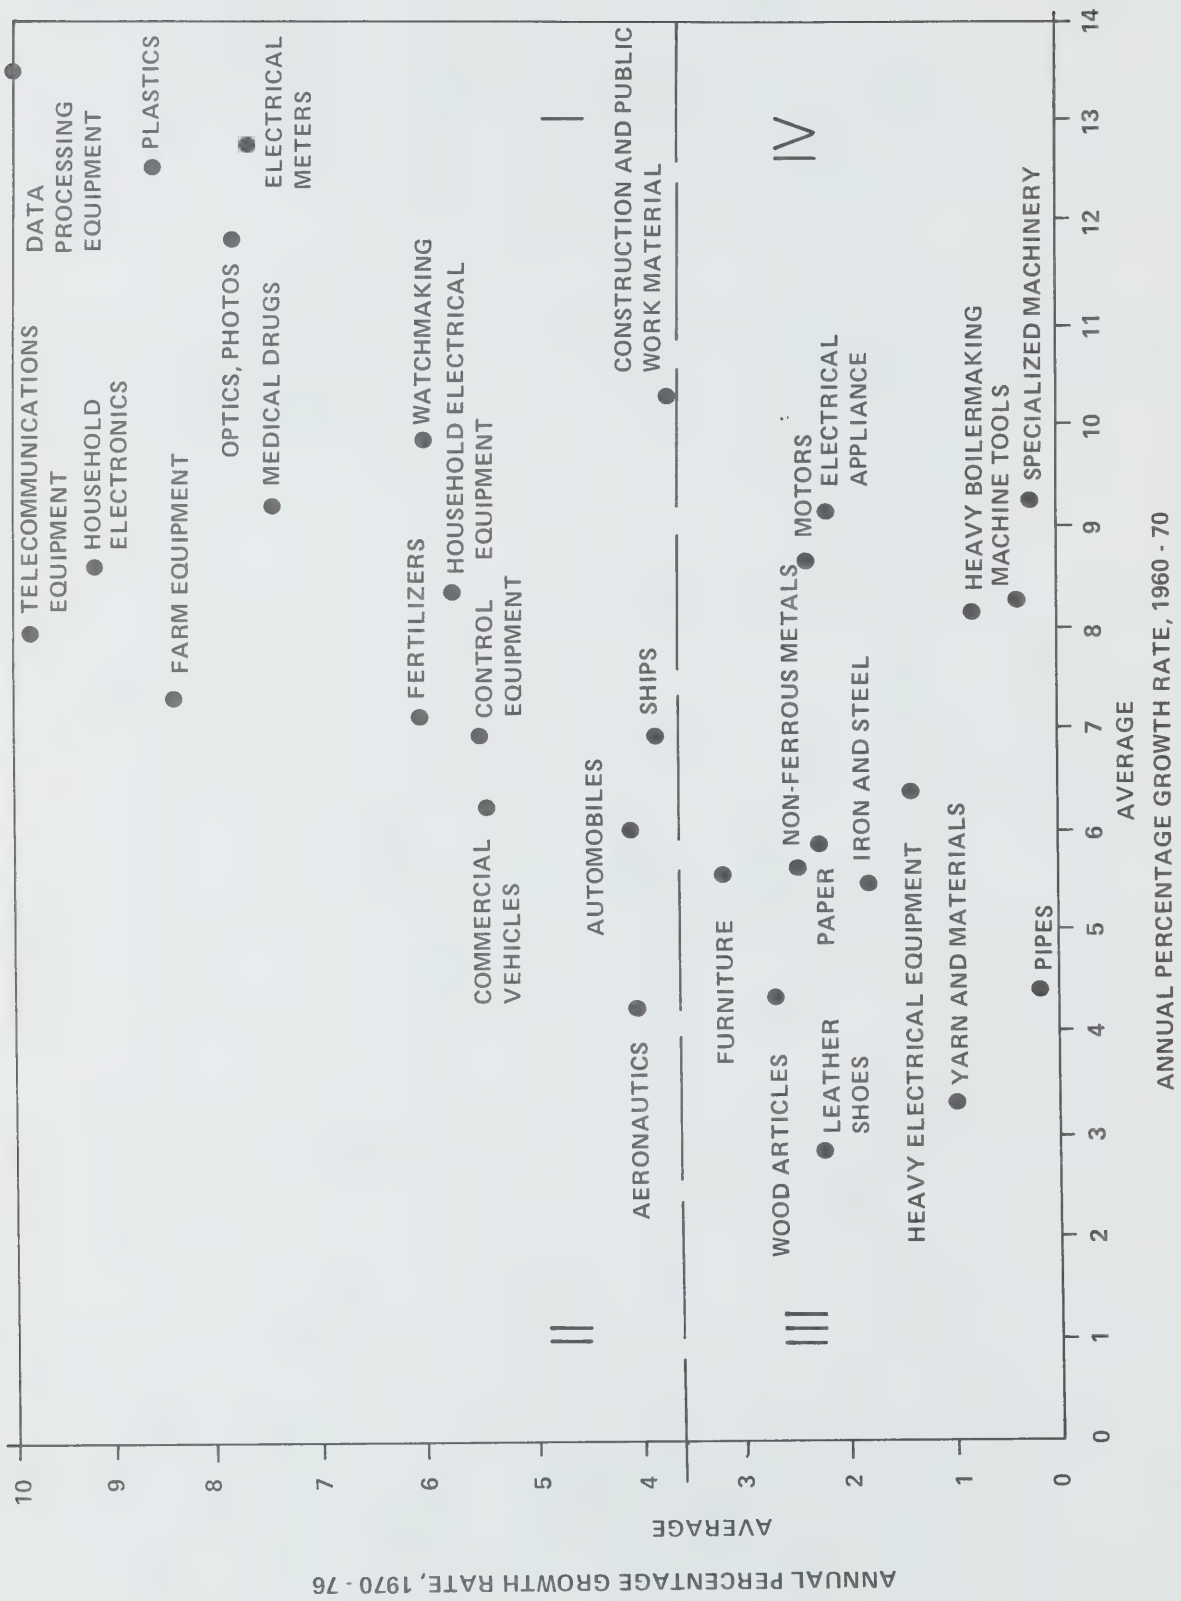 ANNUAL PERCENTAGE GROWTH RATE, 1970 - 76
AVERAGE
10
9
8
7
6
5
4
3
2
1
0
TELECOMMUNICATIONS
EQUIPMENT
DATA
PROCESSING
EQUIPMENT
HOUSEHOLD
ELECTRONICS
PLASTICS
FARM EQUIPMENT
OPTICS, PHOTOS
ELECTRICAL
METERS
MEDICAL DRUGS
FERTILIZERS
WATCHMAKING
HOUSEHOLD ELECTRICAL
EQUIPMENT
CONTROL
EQUIPMENT
COMMERCIAL
VEHICLES
II
I
AUTOMOBILES
SHIPS
CONSTRUCTION AND PUBLIC
WORK MATERIAL
AERONAUTICS
FURNITURE
WOOD ARTICLES
NON-FERROUS METALS
MOTORS
III
IV
LEATHER
SHOES
PAPER
ELECTRICAL
APPLIANCE
IRON AND STEEL
HEAVY ELECTRICAL EQUIPMENT
YARN AND MATERIALS
HEAVY BOILERMAKING
MACHINE TOOLS
SPECIALIZED MACHINERY
PIPES
0
1
2
3
4
5
6
7
8
9
10
11
12
13
14
AVERAGE
ANNUAL PERCENTAGE GROWTH RATE, 1960 - 70